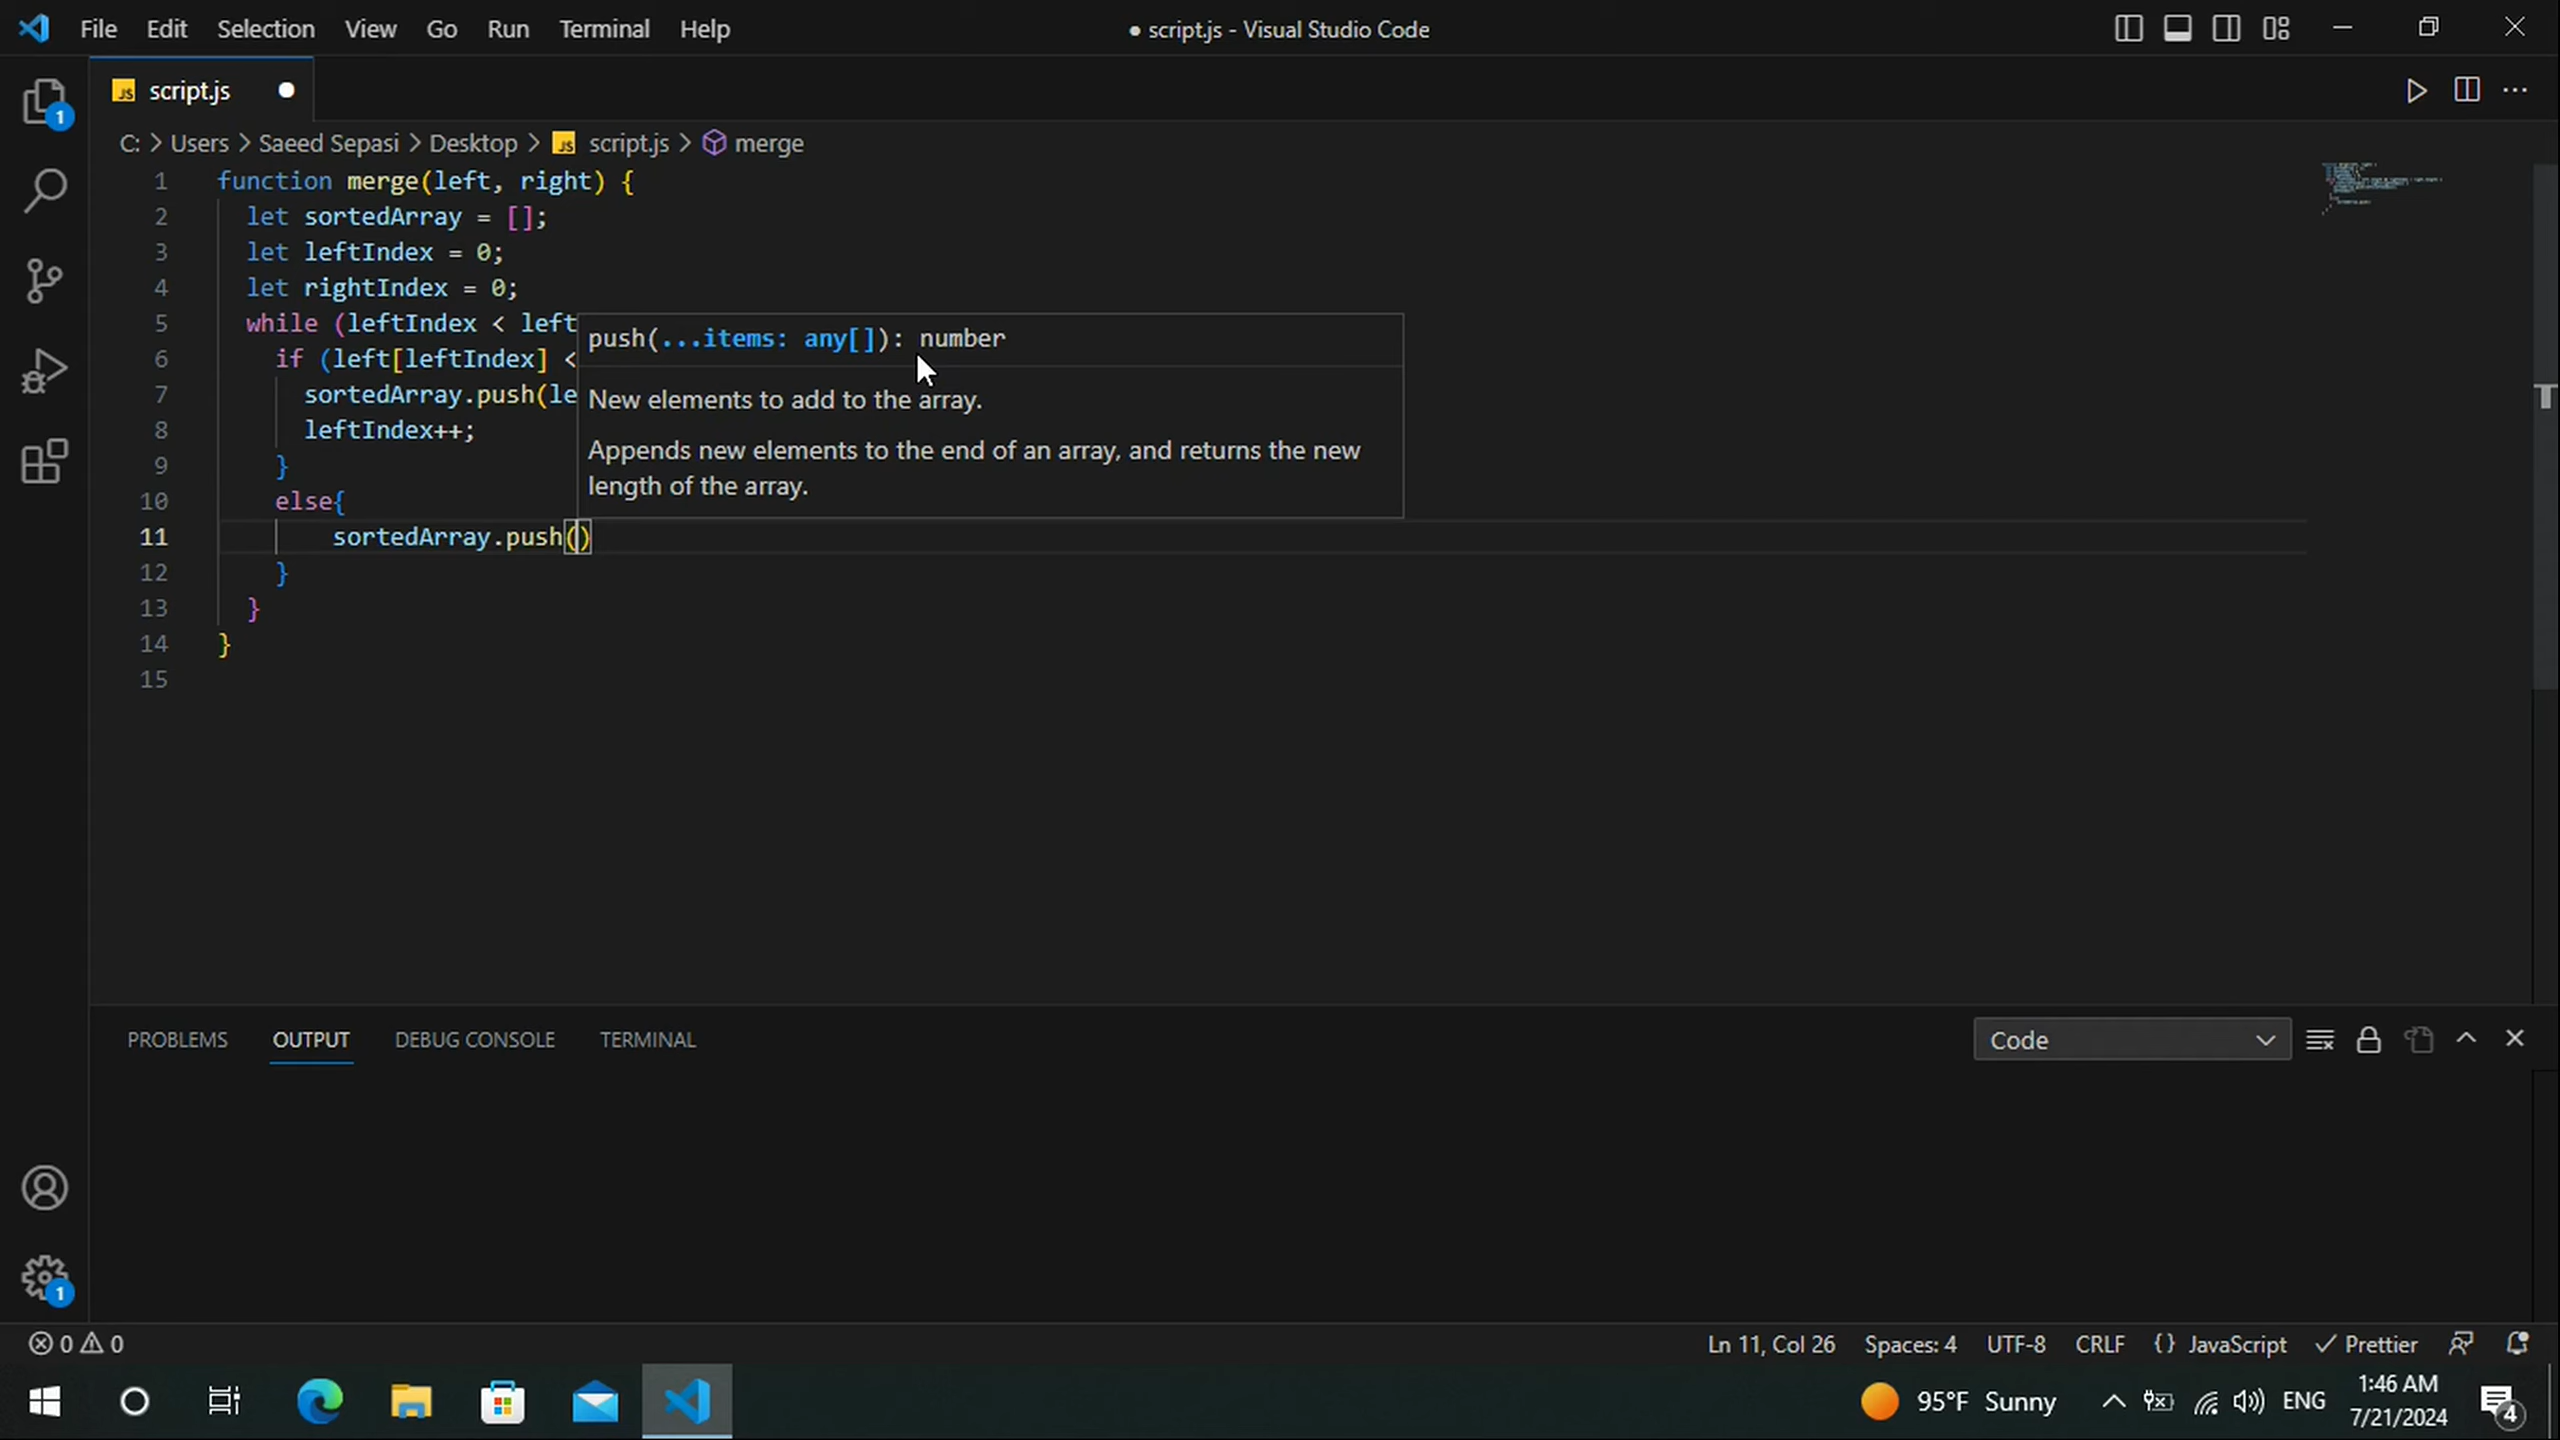 File Edit Selection View Go Run Terminal Help
● script.js - Visual Studio Code
JS script.js
C: > Users > Saeed Sepasi > Desktop > JS script.js > merge
1 function merge(left, right) {
2 let sortedArray = [];
3 let leftIndex = 0;
4 let rightIndex = 0;
5 while (leftIndex < left
6 if (left[leftIndex] <
7 sortedArray.push(le
8 leftIndex++;
9 }
10 else{
11 sortedArray.push()
12 }
13 }
14 }
15
push(...items: any[]): number
New elements to add to the array.
Appends new elements to the end of an array, and returns the new
length of the array.
1
PROBLEMS OUTPUT DEBUG CONSOLE TERMINAL
Code
1
0 0
Ln 11, Col 26 Spaces: 4 UTF-8 CRLF {} JavaScript Prettier
95°F Sunny
ENG
1:46 AM
7/21/2024
4